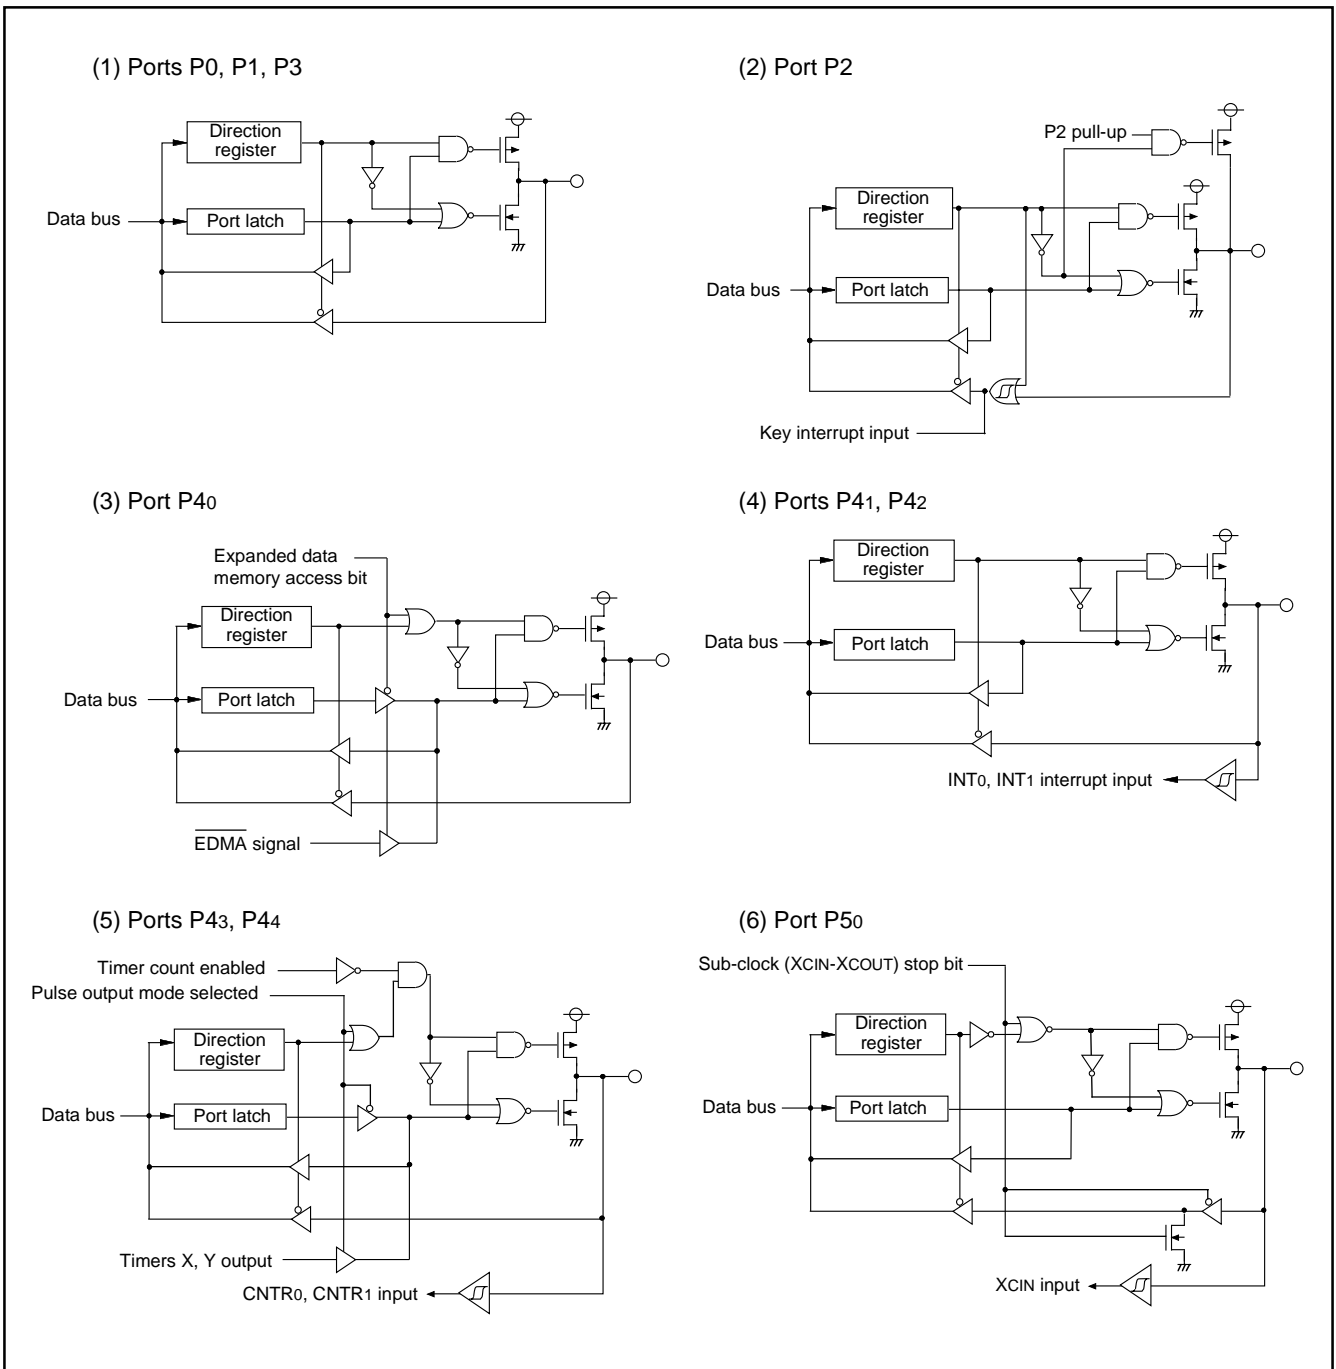 (1) Ports P0, P1, P3
Direction
register
Data bus
Port latch
(2) Port P2
P2 pull-up
Direction
register
Data bus
Port latch
Key interrupt input
(3) Port P40
Expanded data
memory access bit
Direction
register
Data bus
Port latch
EDMA signal
(4) Ports P41, P42
Direction
register
Data bus
Port latch
INT0, INT1 interrupt input
(5) Ports P43, P44
Timer count enabled
Pulse output mode selected
Direction
register
Data bus
Port latch
Timers X, Y output
CNTR0, CNTR1 input
(6) Port P50
Sub-clock (XCIN-XCOUT) stop bit
Direction
register
Data bus
Port latch
XCIN input